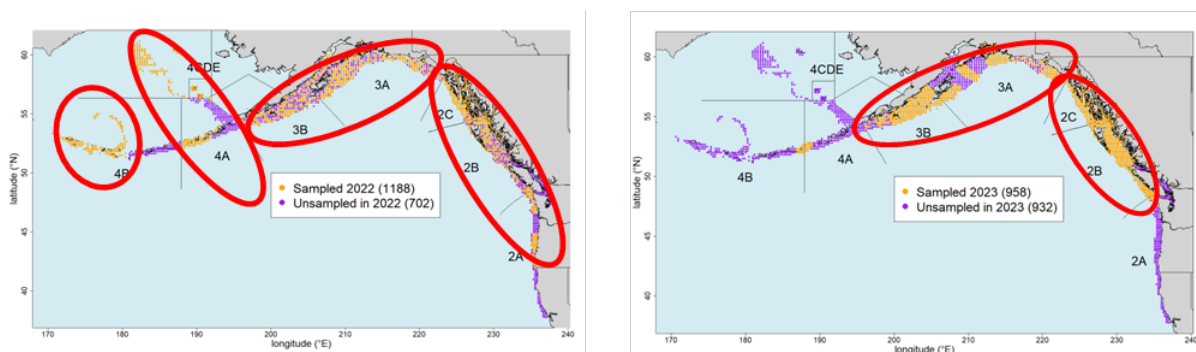 60
55
50
45
40
latitude (°N)
4CDE
3A
3B
2C
4A
4B
2B
2A
Sampled 2022 (1188)
Unsampled in 2022 (702)
170 180 190 200 210 220 230 240
longitude (°E)
60
55
50
45
40
latitude (°N)
4CDE
3A
3B
2C
4A
4B
2B
2A
Sampled 2023 (958)
Unsampled in 2023 (932)
170 180 190 200 210 220 230 240
longitude (°E)